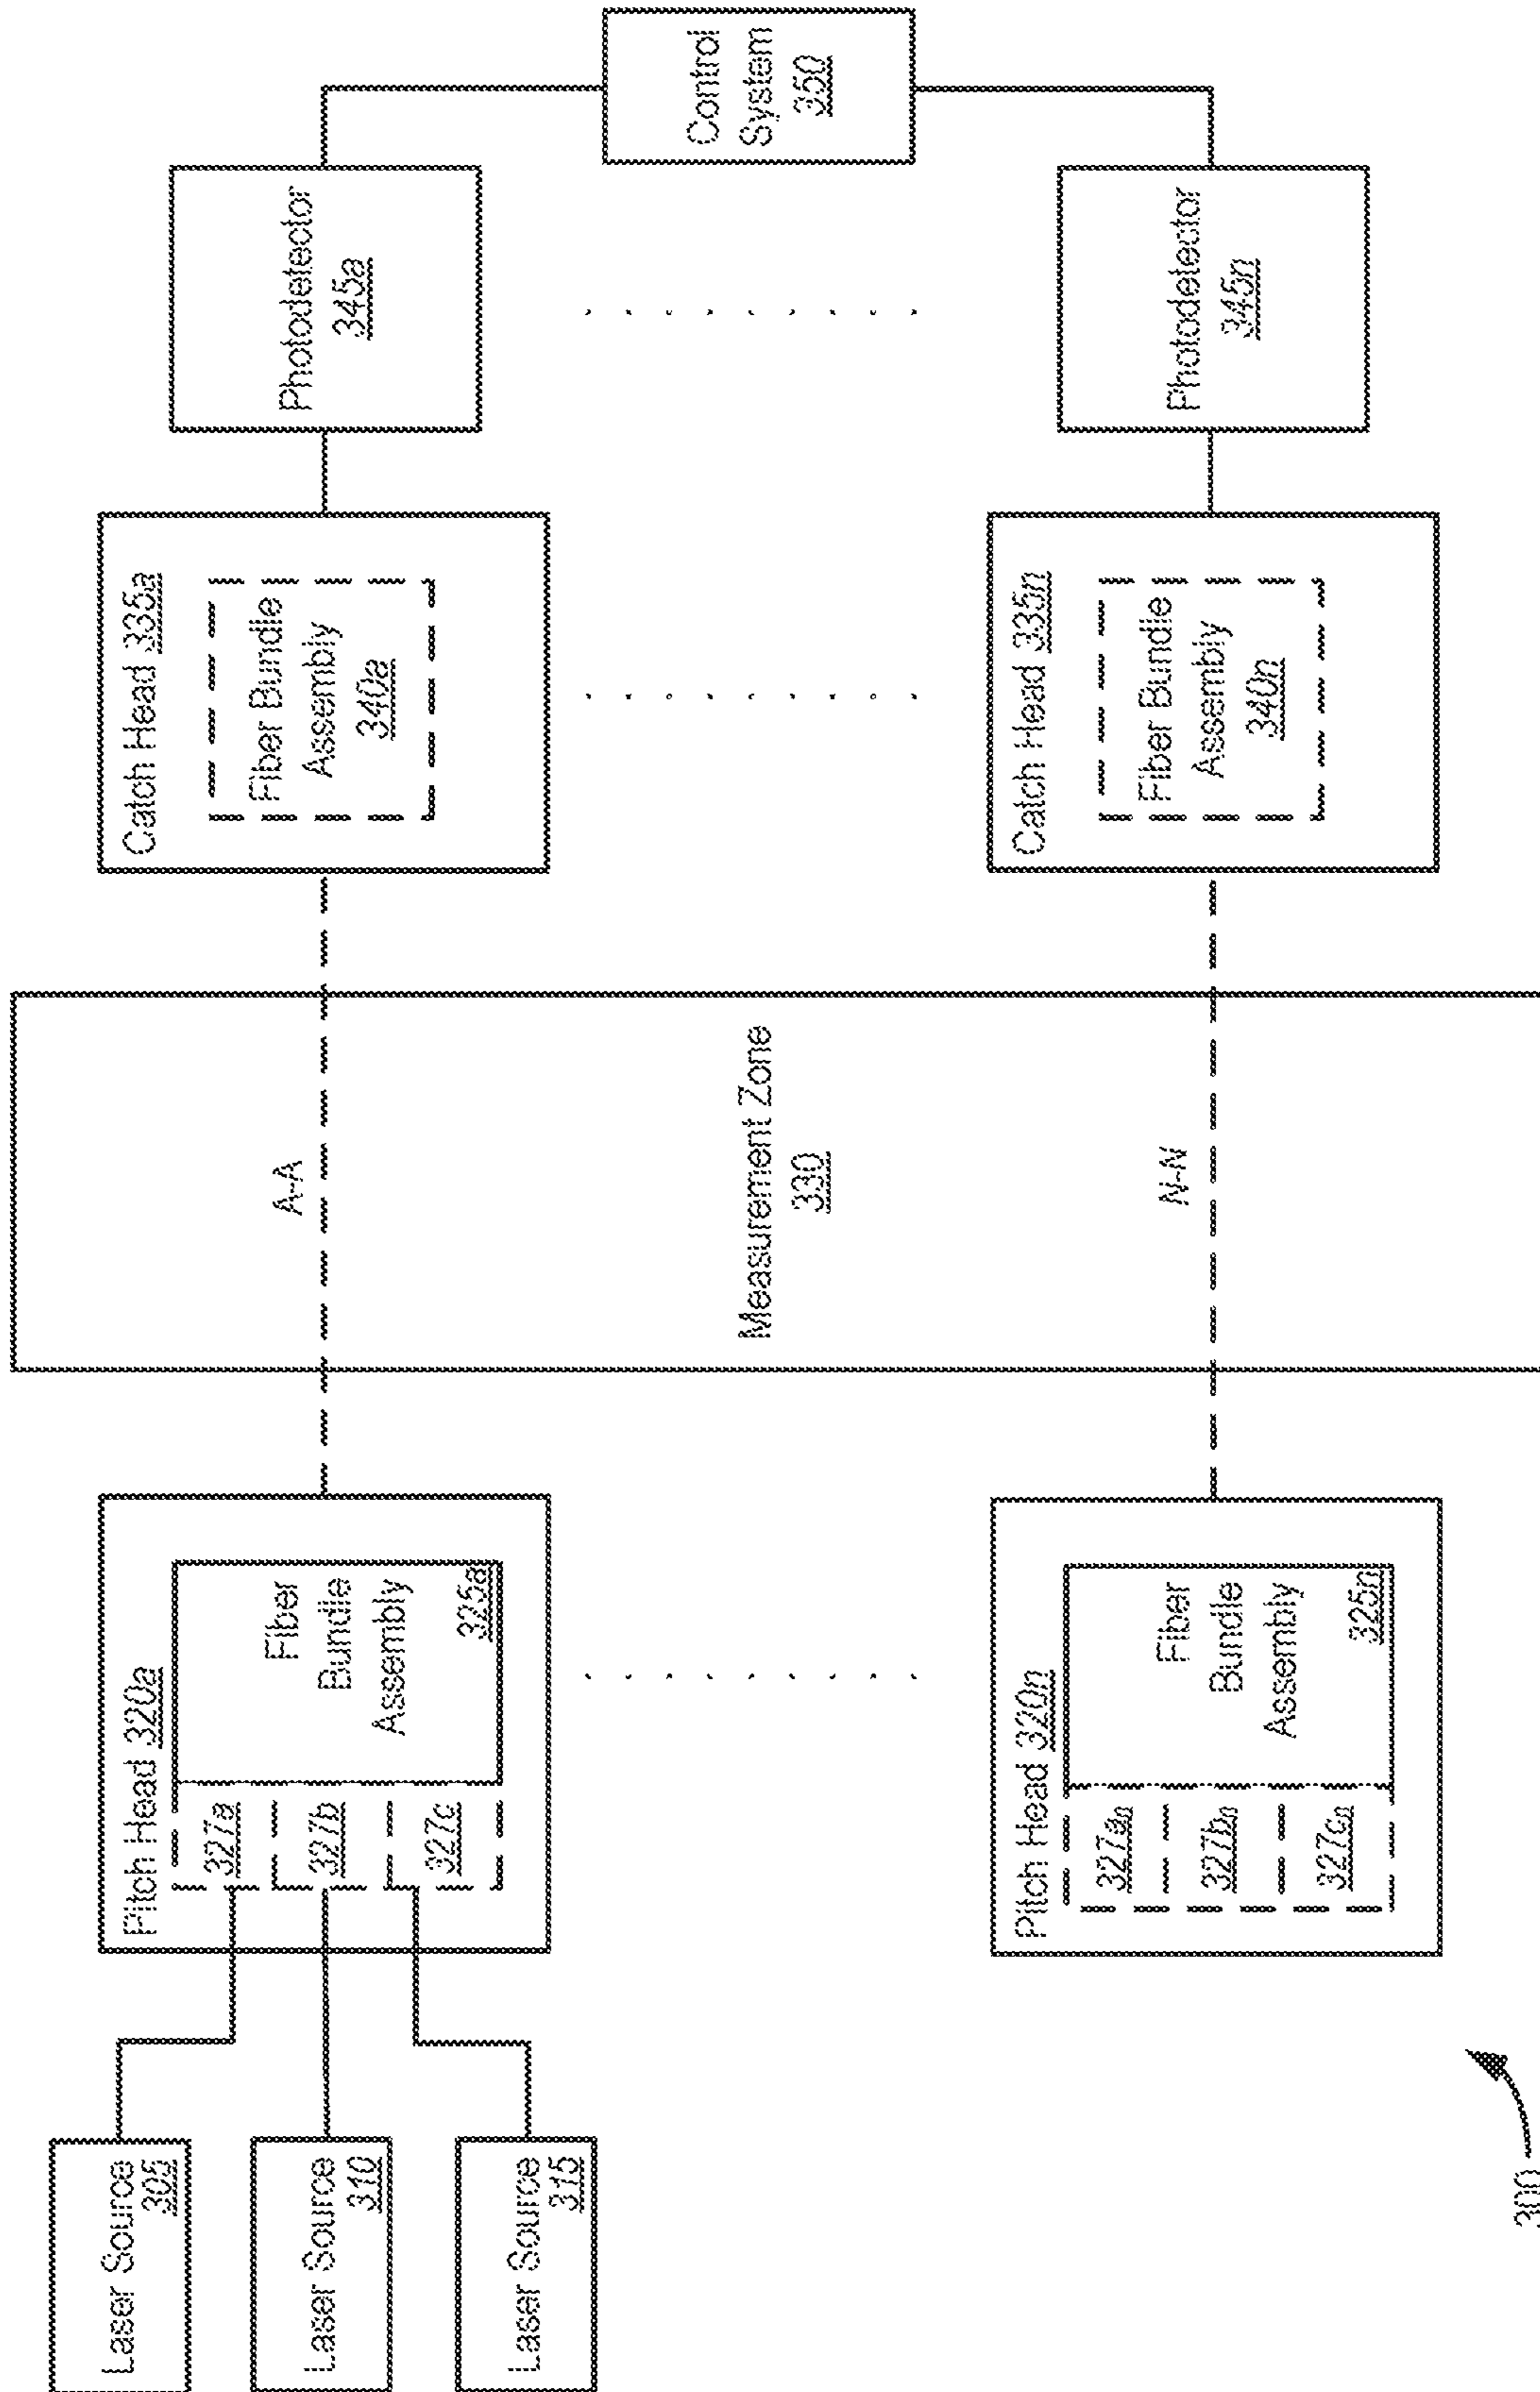 Laser Source
305
Laser Source
310
Laser Source
315
Pitch Head 320a
327a
327b
327c
Fiber
Bundle
Assembly
325a
Pitch Head 320n
327aₙ
327bₙ
327cₙ
Fiber
Bundle
Assembly
325n
A-A
Measurement Zone
330
N-N
Catch Head 335a
Fiber Bundle
Assembly
340a
Catch Head 335n
Fiber Bundle
Assembly
340n
Photodetector
345a
Photodetector
345n
Control
System
350
300